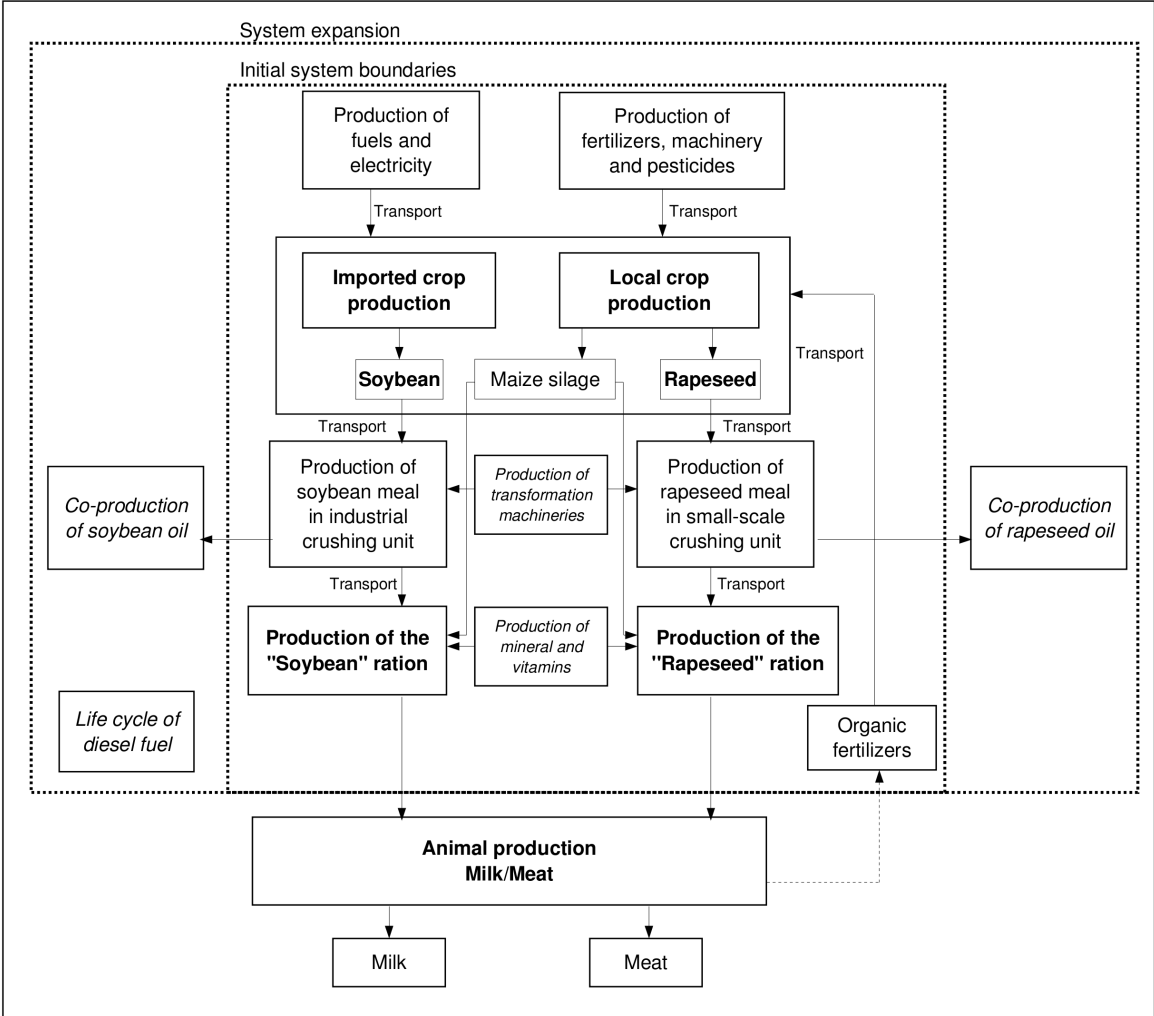 System expansion
Initial system boundaries
Production of
fuels and
electricity
Production of
fertilizers, machinery
and pesticides
Transport
Transport
Imported crop
production
Local crop
production
Transport
Soybean
Maize silage
Rapeseed
Transport
Transport
Production of
soybean meal
in industrial
crushing unit
Production of
transformation
machineries
Production of
rapeseed meal
in small-scale
crushing unit
Co-production
of soybean oil
Co-production
of rapeseed oil
Transport
Transport
Production of the
"Soybean" ration
Production of
mineral and
vitamins
Production of the
"Rapeseed" ration
Life cycle of
diesel fuel
Organic
fertilizers
Animal production
Milk/Meat
Milk
Meat